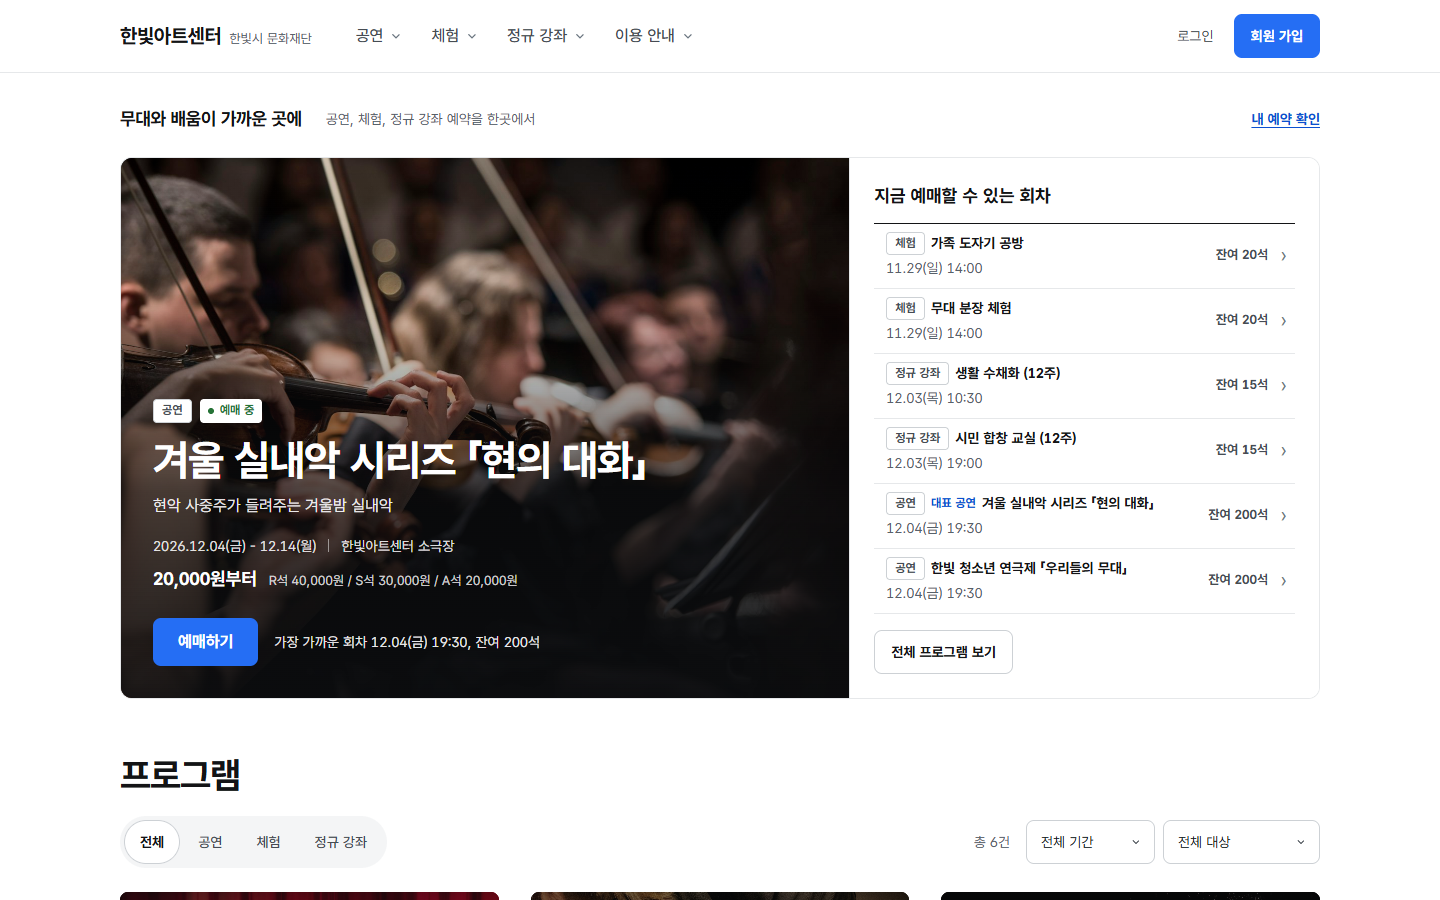 한빛아트센터 한빛시 문화재단 공연 체험 정규 강좌 이용 안내 로그인 회원 가입
무대와 배움이 가까운 곳에 공연, 체험, 정규 강좌 예약을 한곳에서 내 예약 확인
공연 예매 중
겨울 실내악 시리즈 「현의 대화」
현악 사중주가 들려주는 겨울밤 실내악
2026.12.04(금) - 12.14(월) 한빛아트센터 소극장
20,000원부터 R석 40,000원 / S석 30,000원 / A석 20,000원
예매하기 가장 가까운 회차 12.04(금) 19:30, 잔여 200석
지금 예매할 수 있는 회차
체험 가족 도자기 공방
11.29(일) 14:00
잔여 20석
체험 무대 분장 체험
11.29(일) 14:00
잔여 20석
정규 강좌 생활 수채화 (12주)
12.03(목) 10:30
잔여 15석
정규 강좌 시민 합창 교실 (12주)
12.03(목) 19:00
잔여 15석
공연 대표 공연 겨울 실내악 시리즈 「현의 대화」
12.04(금) 19:30
잔여 200석
공연 한빛 청소년 연극제 「우리들의 무대」
12.04(금) 19:30
잔여 200석
전체 프로그램 보기
프로그램
전체 공연 체험 정규 강좌 총 6건 전체 기간 전체 대상